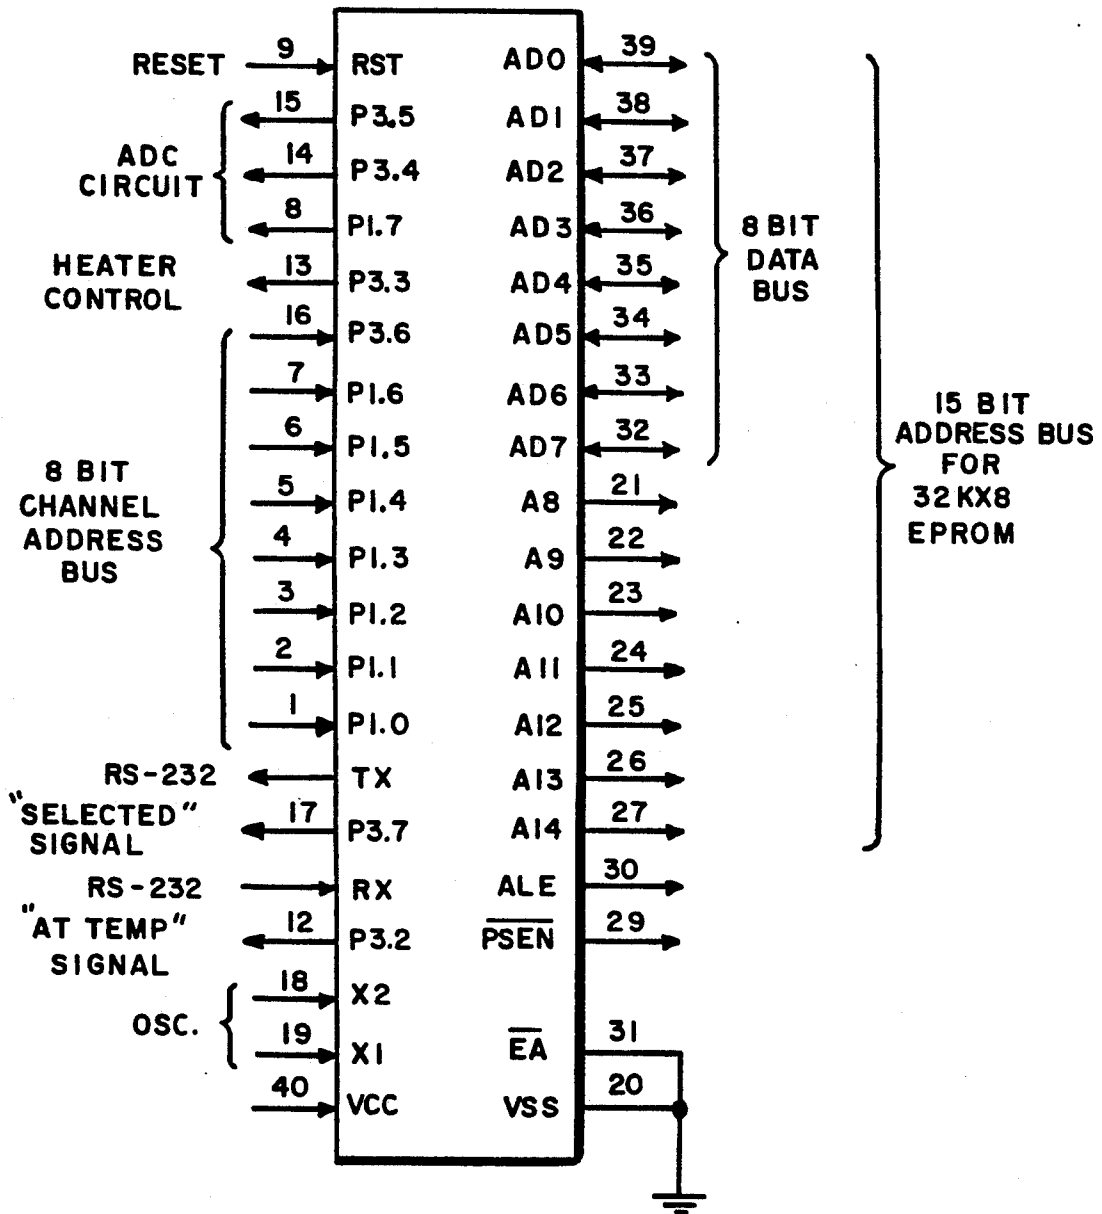 RESET
9
RST
15
P3.5
ADC
CIRCUIT
14
P3.4
8
P1.7
HEATER
CONTROL
13
P3.3
16
P3.6
7
P1.6
6
P1.5
8 BIT
CHANNEL
ADDRESS
BUS
5
P1.4
4
P1.3
3
P1.2
2
P1.1
1
P1.0
RS-232
TX
"SELECTED"
SIGNAL
17
P3.7
RS-232
RX
"AT TEMP"
SIGNAL
12
P3.2
OSC.
18
X2
19
X1
40
VCC
AD0
39
AD1
38
AD2
37
AD3
36
AD4
35
AD5
34
AD6
33
AD7
32
8 BIT
DATA
BUS
A8
21
A9
22
A10
23
A11
24
A12
25
A13
26
A14
27
15 BIT
ADDRESS BUS
FOR
32KX8
EPROM
ALE
30
PSEN
29
EA
31
VSS
20